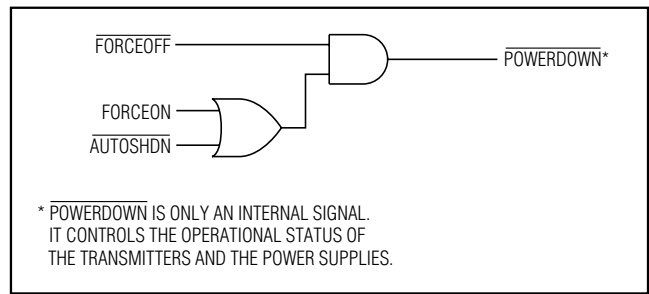 FORCEOFF
POWERDOWN*
FORCEON
AUTOSHDN
* POWERDOWN IS ONLY AN INTERNAL SIGNAL.
IT CONTROLS THE OPERATIONAL STATUS OF
THE TRANSMITTERS AND THE POWER SUPPLIES.